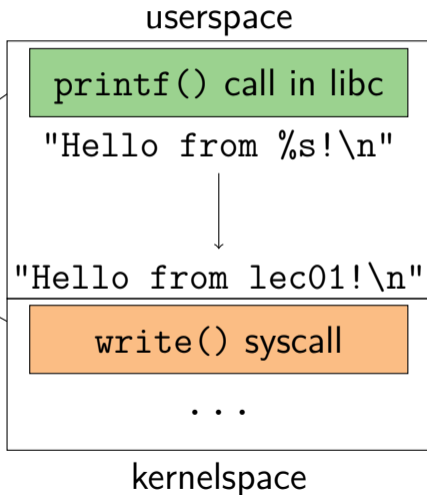 userspace
printf() call in libc
"Hello from %s!\n"
"Hello from lec01!\n"
write() syscall
...
kernelspace